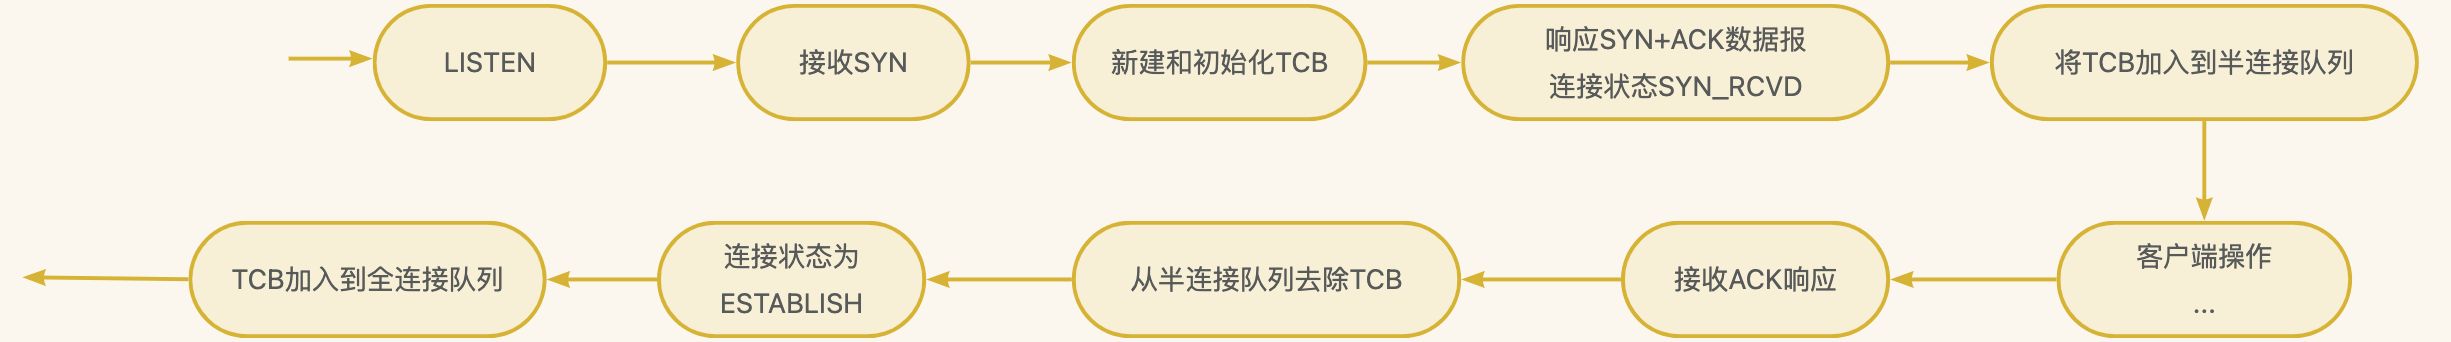 LISTEN
接收SYN
新建和初始化TCB
响应SYN+ACK数据报
连接状态SYN_RCVD
将TCB加入到半连接队列
客户端操作
...
接收ACK响应
从半连接队列去除TCB
连接状态为
ESTABLISH
TCB加入到全连接队列